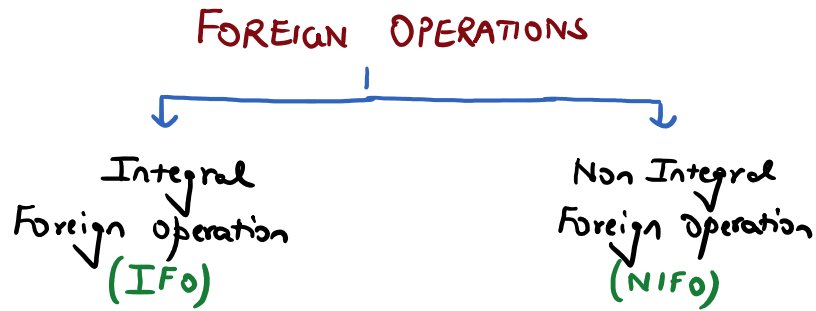 FOREIGN OPERATIONS
Integral
Foreign Operation
(IFO)
Non Integral
Foreign Operation
(NIFO)